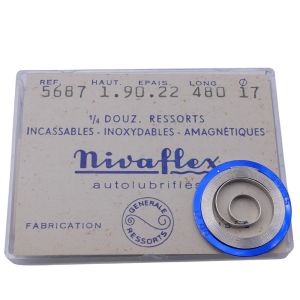 REF. HAUT. EPAIS. LONG Ø
5687 1.90.22 480 17
1/4 DOUZ. RESSORTS
INCASSABLES - INOXYDABLES - AMAGNÉTIQUES
Nivaflex
autolubrifiés
FABRICATION
GENERALE RESSORTS